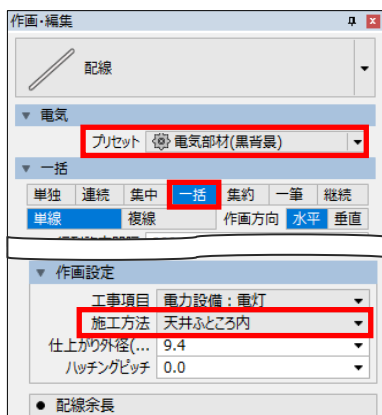 作画・編集
配線
電気
プリセット 電気部材(黒背景)
一括
単独 連続 集中 一括 集約 一筆 継続
単線 複線 作画方向 水平 垂直
作画設定
工事項目 電力設備：電灯
施工方法 天井ふところ内
仕上がり外径(... 9.4
ハッチングピッチ 0.0
配線余長